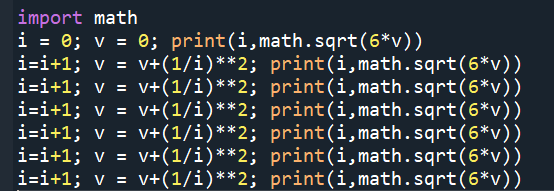 import math
i = 0; v = 0; print(i,math.sqrt(6*v))
i=i+1; v = v+(1/i)**2; print(i,math.sqrt(6*v))
i=i+1; v = v+(1/i)**2; print(i,math.sqrt(6*v))
i=i+1; v = v+(1/i)**2; print(i,math.sqrt(6*v))
i=i+1; v = v+(1/i)**2; print(i,math.sqrt(6*v))
i=i+1; v = v+(1/i)**2; print(i,math.sqrt(6*v))
i=i+1; v = v+(1/i)**2; print(i,math.sqrt(6*v))